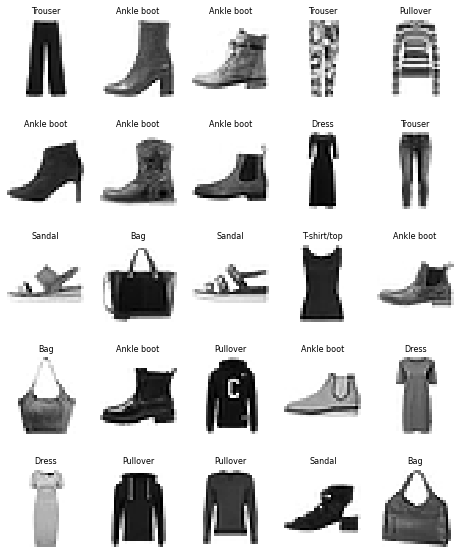 Trouser Ankle boot Ankle boot Trouser Pullover
Ankle boot Ankle boot Ankle boot Dress Trouser
Sandal Bag Sandal T-shirt/top Ankle boot
Bag Ankle boot Pullover Ankle boot Dress
C
Dress Pullover Pullover Sandal Bag